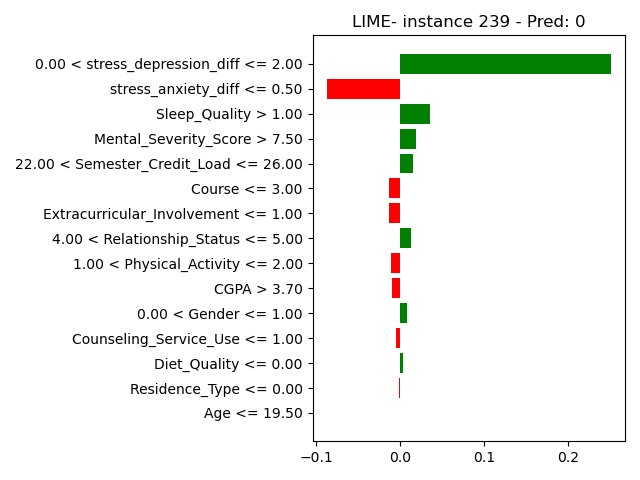 LIME- instance 239 - Pred: 0
0.00 < stress_depression_diff <= 2.00
stress_anxiety_diff <= 0.50
Sleep_Quality > 1.00
Mental_Severity_Score > 7.50
22.00 < Semester_Credit_Load <= 26.00
Course <= 3.00
Extracurricular_Involvement <= 1.00
4.00 < Relationship_Status <= 5.00
1.00 < Physical_Activity <= 2.00
CGPA > 3.70
0.00 < Gender <= 1.00
Counseling_Service_Use <= 1.00
Diet_Quality <= 0.00
Residence_Type <= 0.00
Age <= 19.50
−0.1 0.0 0.1 0.2